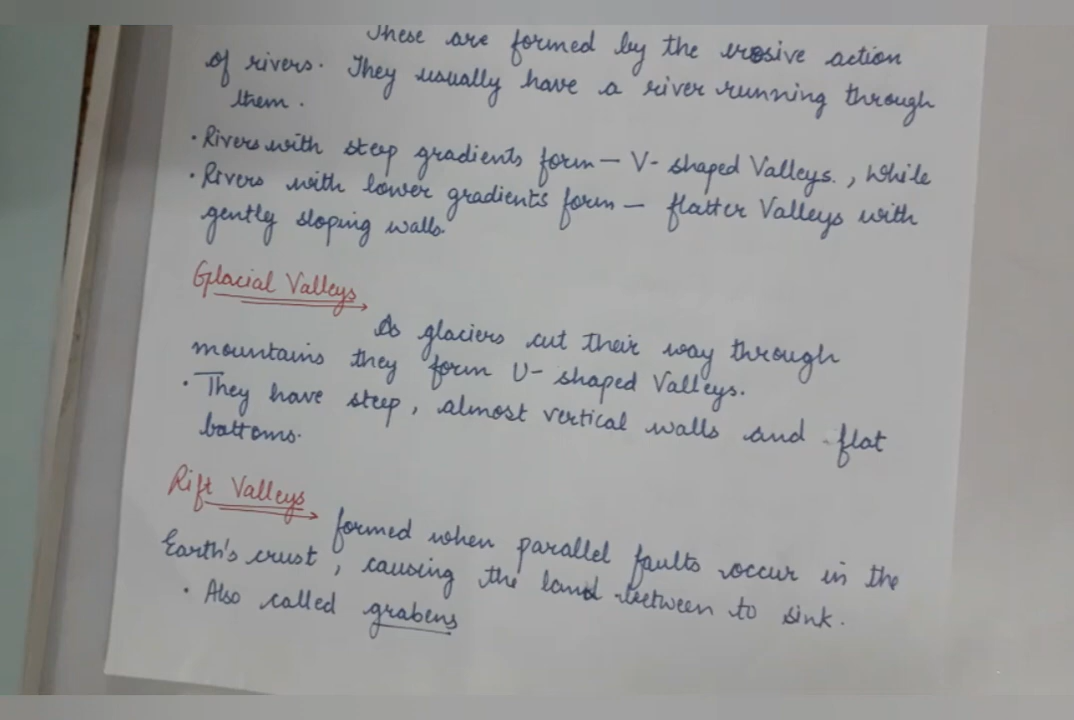 These are formed by the erosive action
of rivers. They usually have a river running through
them.
• Rivers with steep gradients form — V- shaped Valleys., while
• Rivers with lower gradients form — flatter Valleys with
gently sloping walls.
Glacial Valleys
As glaciers cut their way through
mountains they form U- shaped Valleys.
• They have steep, almost vertical walls and flat
bottoms.
Rift Valleys
formed when parallel faults occur in the
Earth's crust, causing the land between to sink.
• Also called grabens